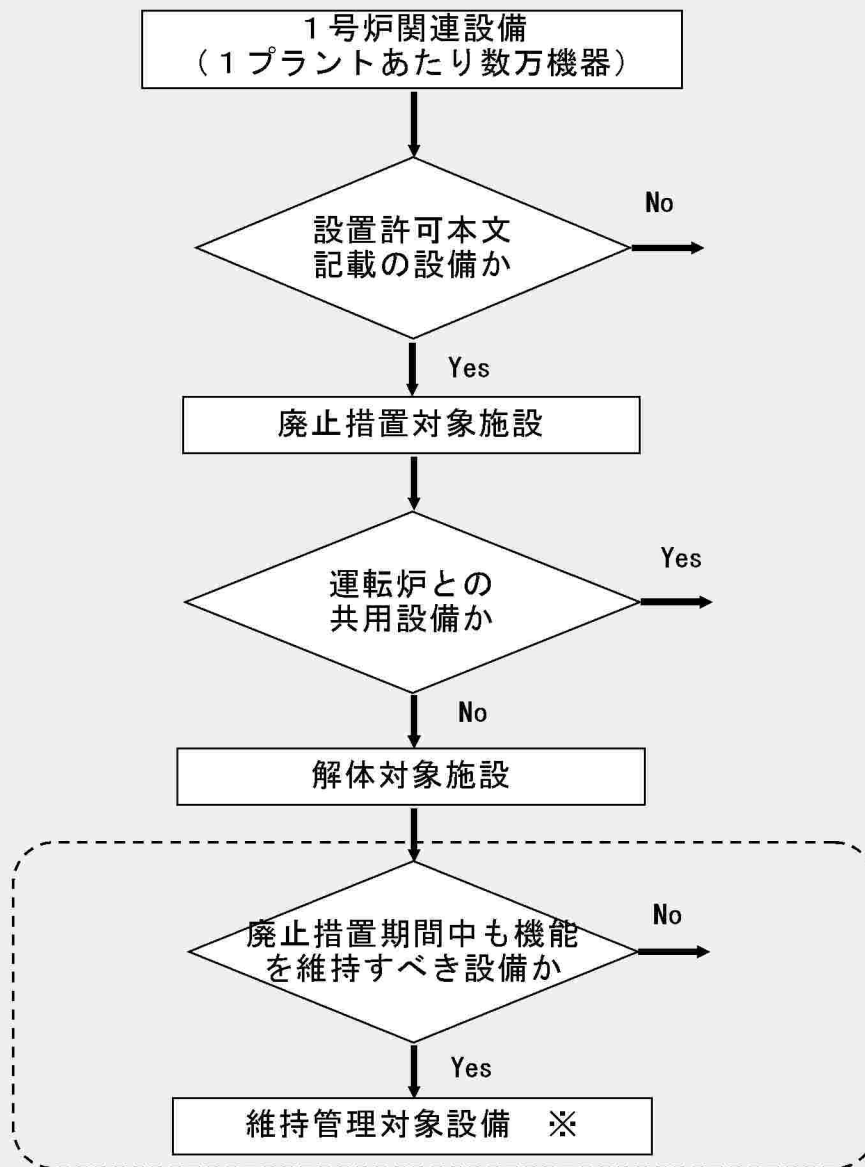 １号炉関連設備
（１プラントあたり数万機器）
設置許可本文
記載の設備か
No
Yes
廃止措置対象施設
運転炉との
共用設備か
Yes
No
解体対象施設
廃止措置期間中も機能
を維持すべき設備か
No
Yes
維持管理対象設備　※